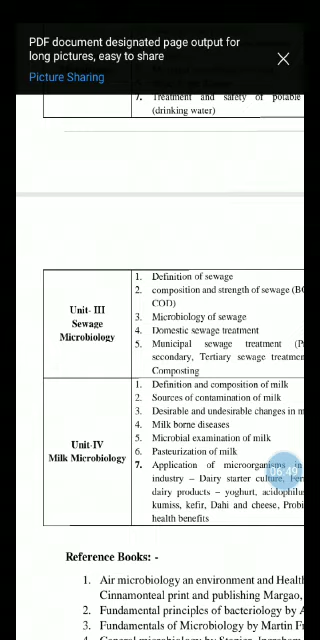 PDF document designated page output for
long pictures, easy to share
Picture Sharing
7. Treatment and safety of potable
(drinking water)
Unit- III
Sewage
Microbiology
1. Definition of sewage
2. composition and strength of sewage (BO
COD)
3. Microbiology of sewage
4. Domestic sewage treatment
5. Municipal sewage treatment
secondary, Tertiary sewage treatmen
Composting
Unit-IV
Milk Microbiology
1. Definition and composition of milk
2. Sources of contamination of milk
3. Desirable and undesirable changes in m
4. Milk borne diseases
5. Microbial examination of milk
6. Pasteurization of milk
7. Application of microorganisms in
industry – Dairy starter culture,
dairy products – yoghurt, acidophilus
kumiss, kefir, Dahi and cheese, Probi
health benefits
06:49
Reference Books: -
1. Air microbiology an environment and Health
Cinnamonteal print and publishing Margao,
2. Fundamental principles of bacteriology by A
3. Fundamentals of Microbiology by Martin Fr